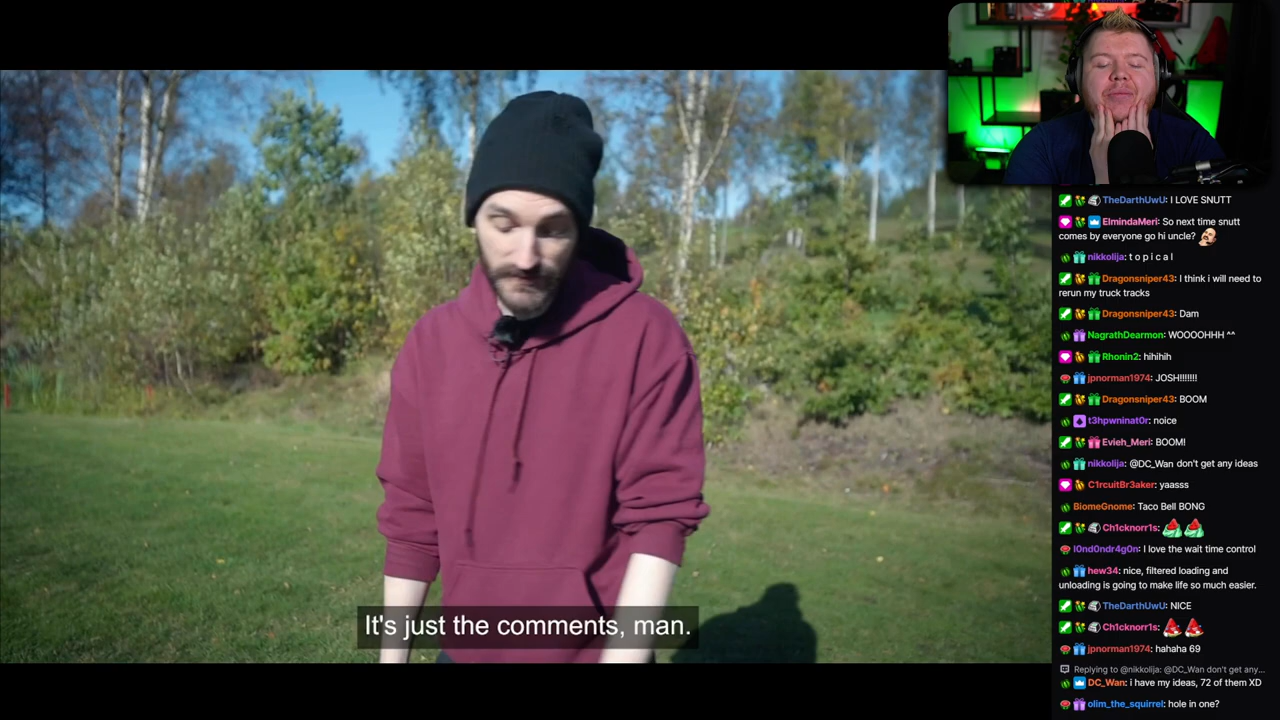 It's just the comments, man.
TheDarthUwU: I LOVE SNUTT
ElmindaMeri: So next time snutt
comes by everyone go hi uncle?
nikkolija: t o p i c a l
Dragonsniper43: I think i will need to
rerun my truck tracks
Dragonsniper43: Dam
NagrathDearmon: WOOOOHHH ^^
Rhonin2: hihihih
jpnorman1974: JOSH!!!!!!!
Dragonsniper43: BOOM
t3hpwninat0r: noice
Evieh_Meri: BOOM!
nikkolija: @DC_Wan don't get any ideas
C1rcuitBr3aker: yaasss
BiomeGnome: Taco Bell BONG
Ch1cknorr1s:
l0nd0ndr4g0n: I love the wait time control
hew34: nice, filtered loading and
unloading is going to make life so much easier.
TheDarthUwU: NICE
Ch1cknorr1s:
jpnorman1974: hahaha 69
Replying to @nikkolija: @DC_Wan don't get any...
DC_Wan: i have my ideas, 72 of them XD
olim_the_squirrel: hole in one?